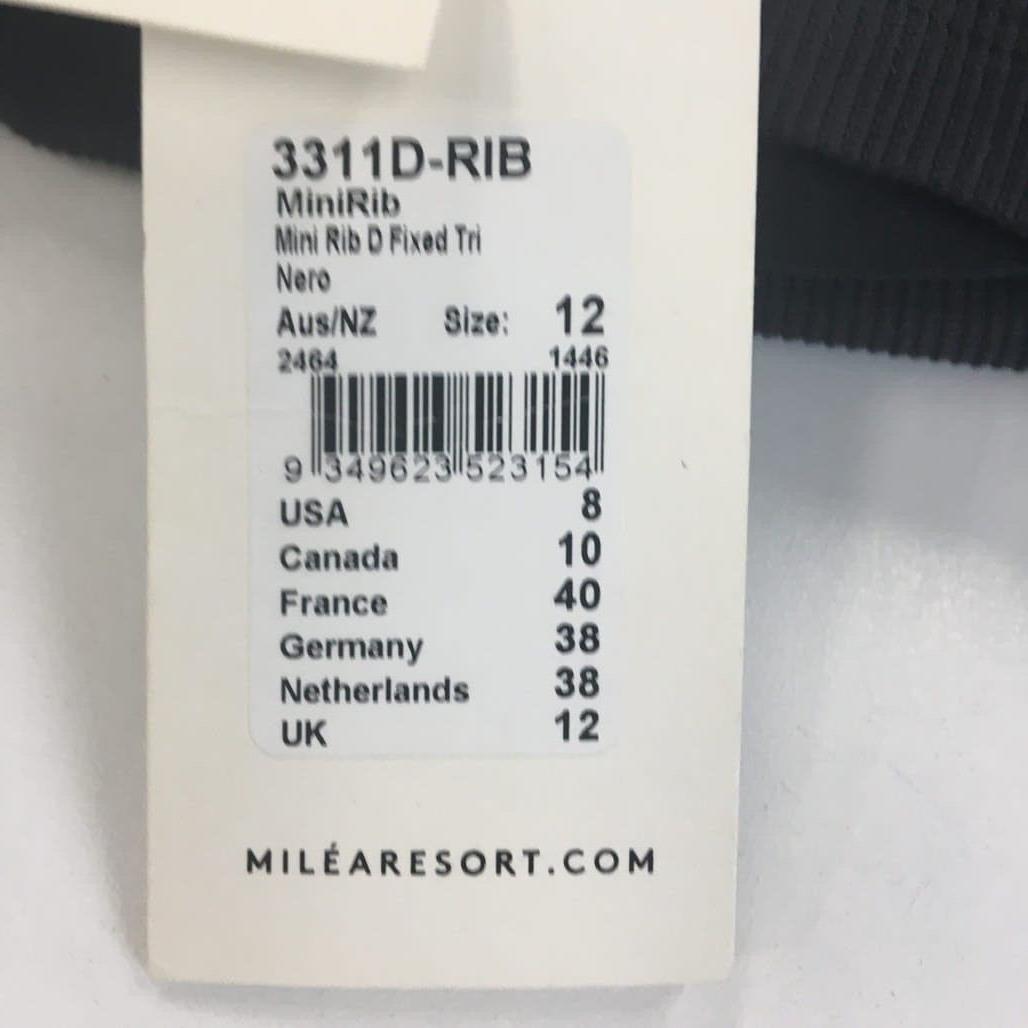 3311D-RIB
MiniRib
Mini Rib D Fixed Tri
Nero
Aus/NZ Size: 12
2464 1446
9 349623 523154
USA 8
Canada 10
France 40
Germany 38
Netherlands 38
UK 12
MILÉARESORT.COM